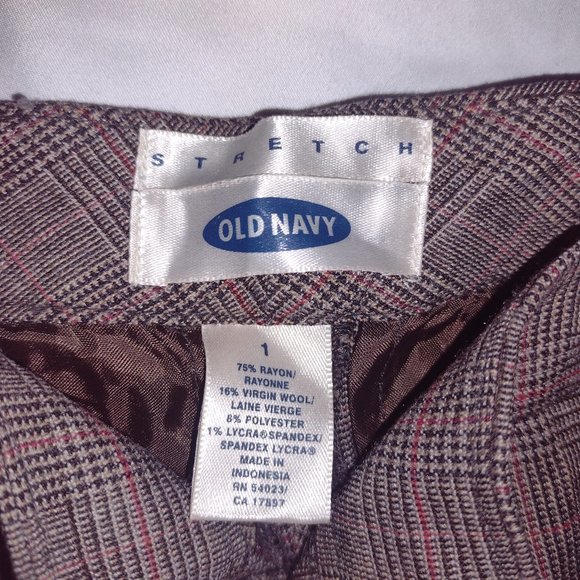 STRETCH
OLD NAVY
1
75% RAYON/
RAYONNE
16% VIRGIN WOOL/
LAINE VIERGE
8% POLYESTER
1% LYCRA®SPANDEX/
SPANDEX LYCRA®
MADE IN
INDONESIA
RN 54023/
CA 17897